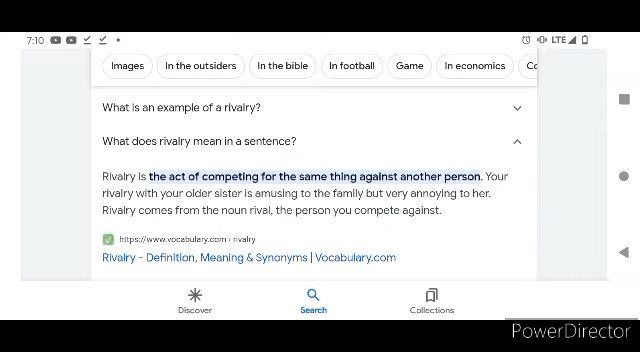 7:10
LTE
Images
In the outsiders
In the bible
In football
Game
In economics
What is an example of a rivalry?
What does rivalry mean in a sentence?
Rivalry is the act of competing for the same thing against another person. Your
rivalry with your older sister is amusing to the family but very annoying to her.
Rivalry comes from the noun rival, the person you compete against.
https://www.vocabulary.com › rivalry
Rivalry - Definition, Meaning & Synonyms | Vocabulary.com
Discover
Search
Collections
PowerDirector